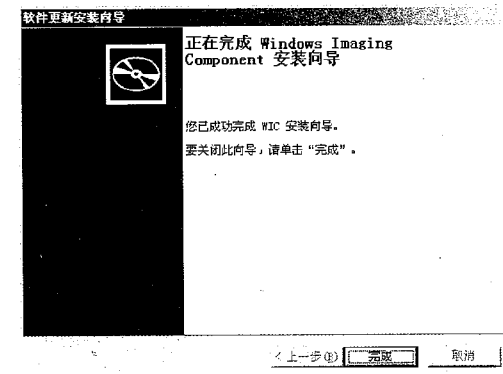 软件更新安装向导
正在完成 Windows Imaging
Component 安装向导
您已成功完成 WIC 安装向导。
要关闭此向导，请单击“完成”。
< 上一步(B)
完成
取消